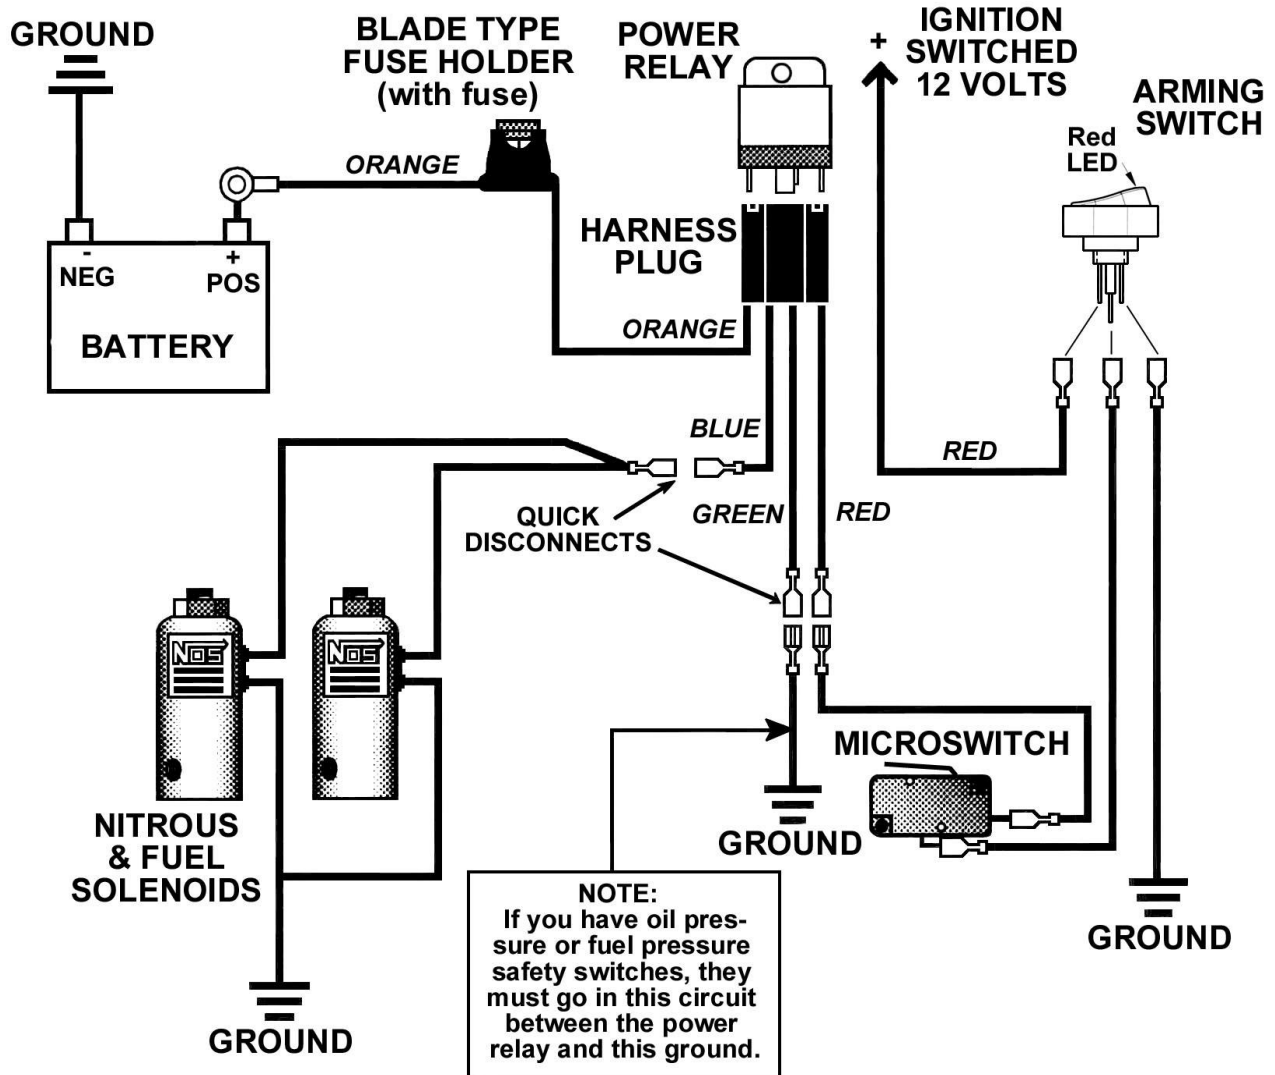 GROUND
BLADE TYPE
FUSE HOLDER
(with fuse)
POWER
RELAY
+
IGNITION
SWITCHED
12 VOLTS
ARMING
SWITCH
Red
LED
ORANGE
HARNESS
PLUG
-
NEG
+
POS
BATTERY
ORANGE
BLUE
RED
QUICK
DISCONNECTS
GREEN
RED
NOS
NOS
MICROSWITCH
NITROUS
& FUEL
SOLENOIDS
GROUND
GROUND
NOTE:
If you have oil pres-
sure or fuel pressure
safety switches, they
must go in this circuit
between the power
relay and this ground.
GROUND